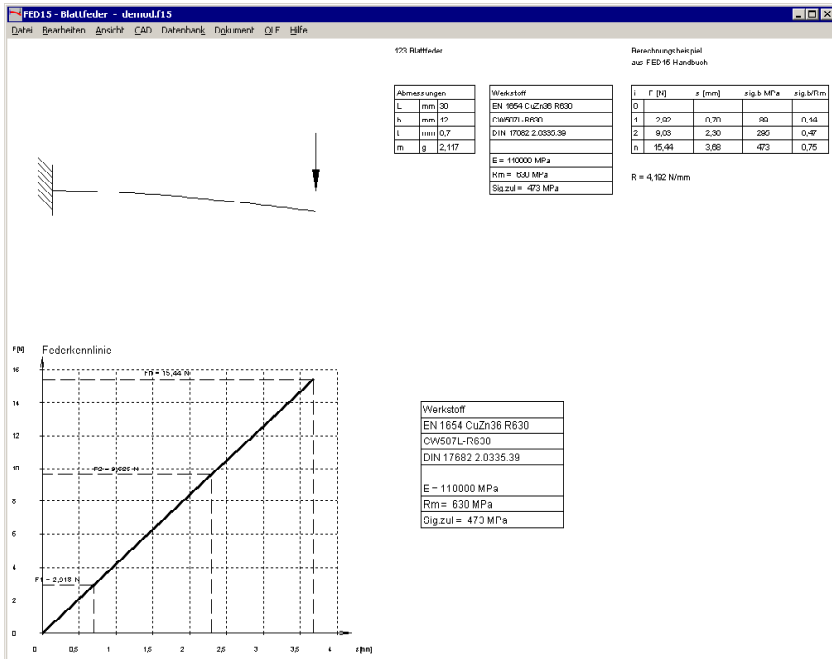 FED15 - Blattfeder - demod.f15
Datei Bearbeiten Ansicht CAD Datenbank Dokument OLE Hilfe
123 Blattfeder
Berechnungsbeispiel
aus FED15 Handbuch
Abmessungen
L mm 30
b mm 12
t mm 0,7
m g 2,117
Werkstoff
EN 1654 CuZn36 R630
CW507L-R630
DIN 17682 2.0335.39
E = 110000 MPa
Rm = 630 MPa
Sig.zul = 473 MPa
i F [N] s [mm] sig.b MPa sig.b/Rm
0
1 2,92 0,70 89 0,14
2 2,30 295 0,47
n 15,44 3,68 473 0,75
R = 4,192 N/mm
F[N] Federkennlinie
16
Fn = 15,44 N
14
12
10
8
F1 = 2,918 N
6
4
2
0
0 0,5 1 1,5 2 2,5 3 3,5 4 s[mm]
Werkstoff
EN 1654 CuZn36 R630
CW507L-R630
DIN 17682 2.0335.39
E = 110000 MPa
Rm = 630 MPa
Sig.zul = 473 MPa